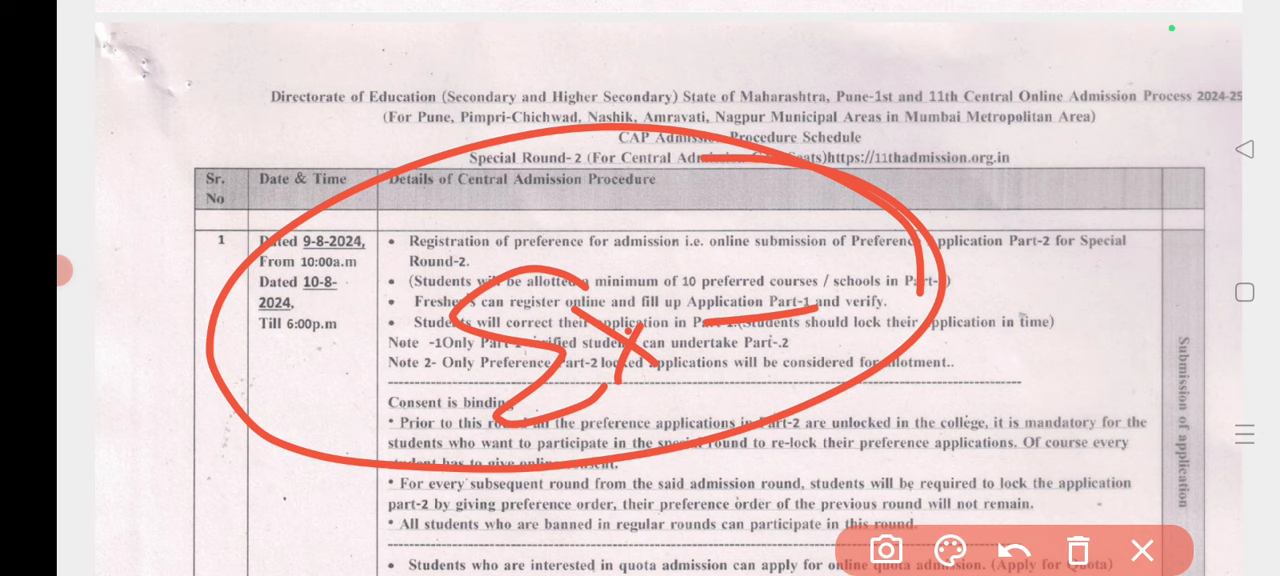 Directorate of Education (Secondary and Higher Secondary) State of Maharashtra, Pune-1st and 11th Central Online Admission Process 2024-25
(For Pune, Pimpri-Chichwad, Nashik, Amravati, Nagpur Municipal Areas in Mumbai Metropolitan Area)
CAP Admission Procedure Schedule
Special Round- 2 (For Central Seats)https://11thadmission.org.in
Sr. No Date & Time Details of Central Admission Procedure
1 Dated 9-8-2024, From 10:00a.m Dated 10-8-2024, Till 6:00p.m
• Registration of preference for admission i.e. online submission of Preference Application Part-2 for Special
Round-2.
• (Students will be allotted a minimum of 10 preferred courses / schools in Part-)
• Freshers can register online and fill up Application Part-1 and verify.
• Students will correct their application in (Students should lock their application in time)
Note -1Only verified students can undertake Part-.2
Note 2- Only Preference Part-2 locked applications will be considered for allotment..
Consent is binding
* Prior to this round all the preference applications in Part-2 are unlocked in the college, it is mandatory for the
students who want to participate in the special round to re-lock their preference applications. Of course every
student has to give online consent.
* For every subsequent round from the said admission round, students will be required to lock the application
part-2 by giving preference order, their preference order of the previous round will not remain.
* All students who are banned in regular rounds can participate in this round.
• Students who are interested in quota admission can apply for online quota admission. (Apply for Quota)
Submission of application